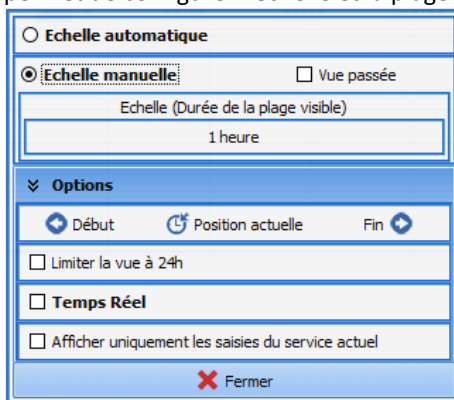 Echelle automatique
Echelle manuelle Vue passée
Echelle (Durée de la plage visible)
1 heure
Options
Début Position actuelle Fin
Limiter la vue à 24h
Temps Réel
Afficher uniquement les saisies du service actuel
Fermer